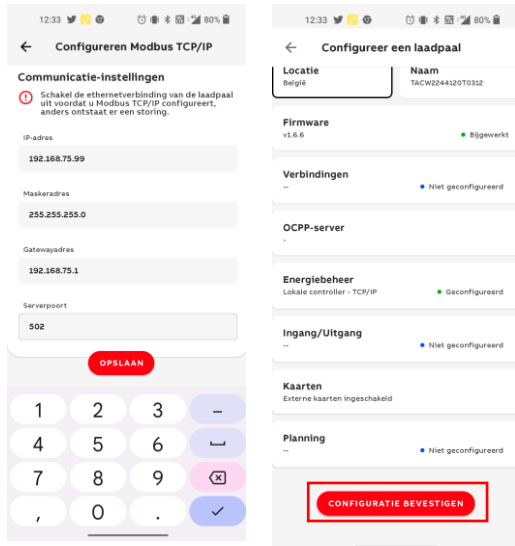 12:33 80%
Configureren Modbus TCP/IP
Communicatie-instellingen
Schakel de ethernetverbinding van de laadpaal
uit voordat u Modbus TCP/IP configureert,
anders ontstaat er een storing.
IP-adres
192.168.75.99
Maskeradres
255.255.255.0
Gatewayadres
192.168.75.1
Serverpoort
502
OPSLAAN
1 2 3 –
4 5 6
7 8 9
, 0 .
12:33 80%
Configureer een laadpaal
Locatie Naam
België TACW2244120T0312
Firmware
v1.6.6 Bijgewerkt
Verbindingen
-- Niet geconfigureerd
OCPP-server
-
Energiebeheer
Lokale controller - TCP/IP Geconfigureerd
Ingang/Uitgang
-- Niet geconfigureerd
Kaarten
Externe kaarten ingeschakeld
Planning
-- Niet geconfigureerd
CONFIGURATIE BEVESTIGEN